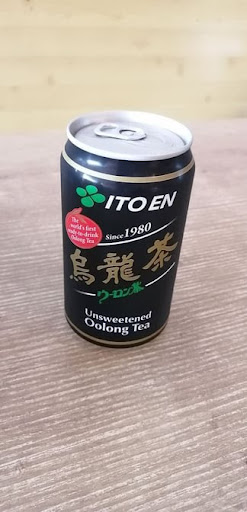 ITO EN
The
world's first
ready-to-drink
Oolong Tea
Since 1980
烏龍茶
ウーロン茶
Unsweetened
Oolong Tea